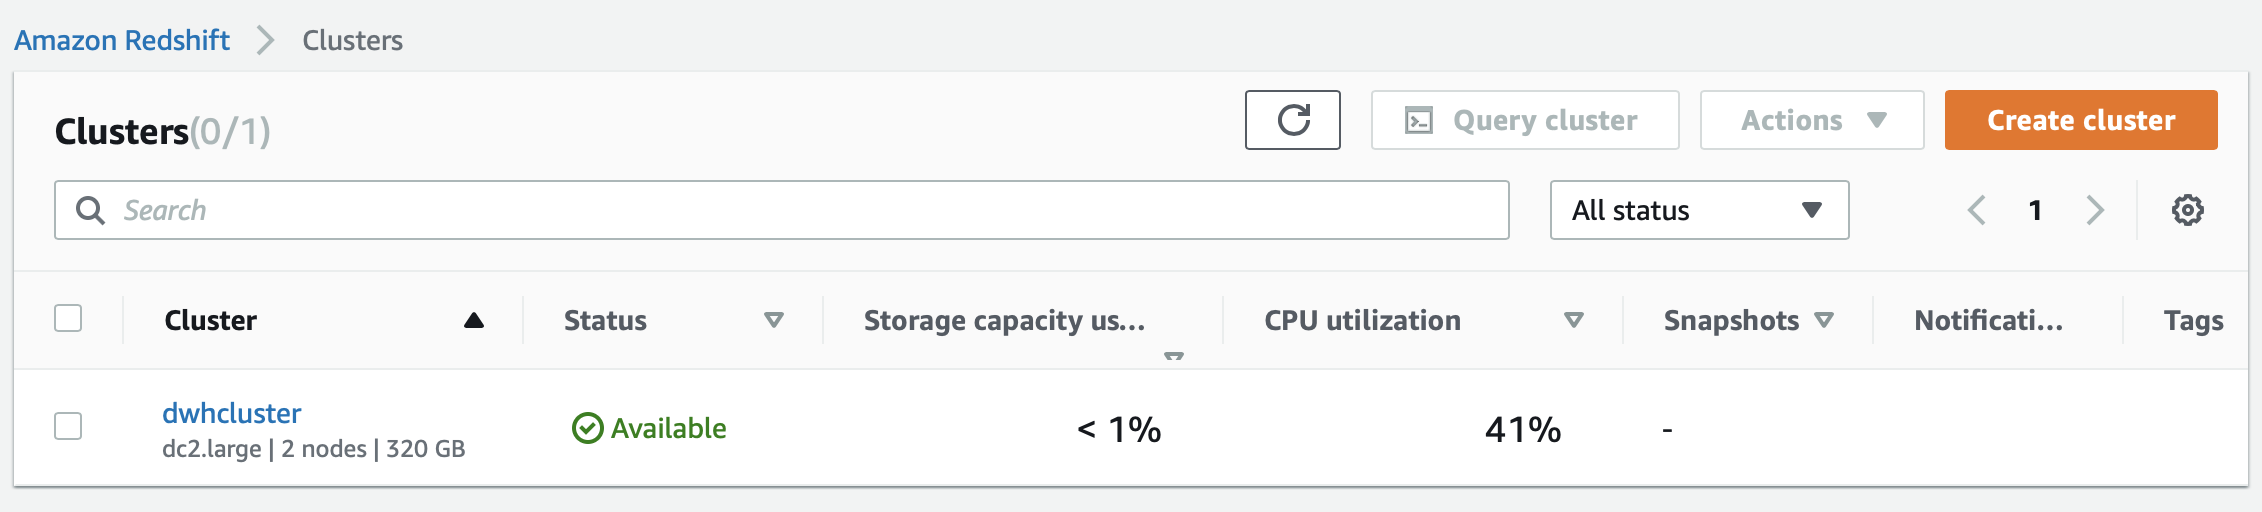 Amazon Redshift > Clusters
Clusters(0/1)
Query cluster
Actions
Create cluster
Search
All status
1
Cluster
Status
Storage capacity us...
CPU utilization
Snapshots
Notificati...
Tags
dwhcluster
dc2.large | 2 nodes | 320 GB
Available
< 1%
41%
-